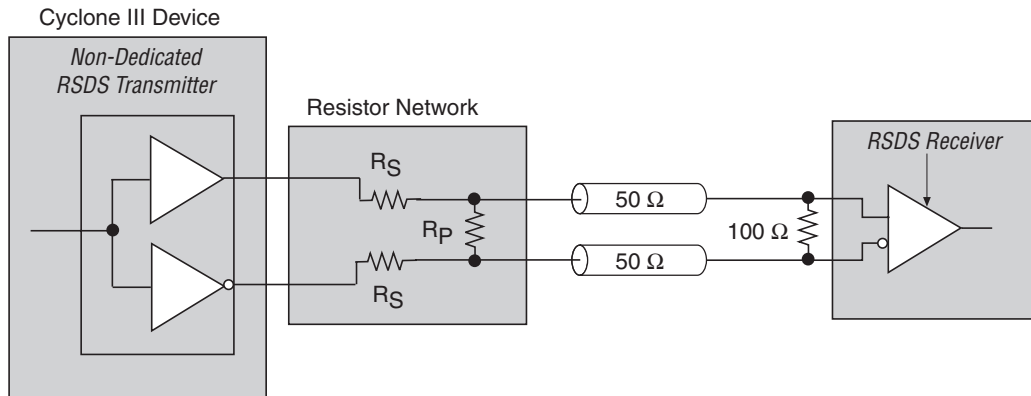 Cyclone III Device
Non-Dedicated
RSDS Transmitter
Resistor Network
RSDS Receiver
RS
50 Ω
RP
100 Ω
50 Ω
RS